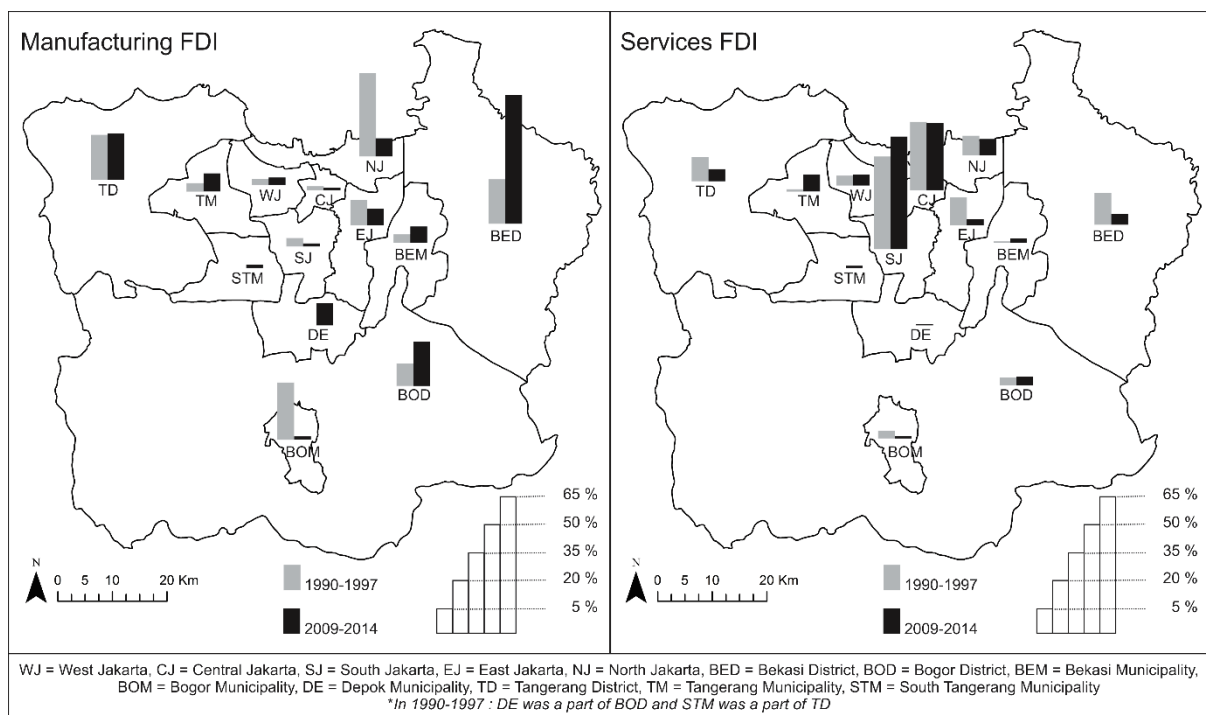 Manufacturing FDI
NJ
TD
TM
WJ
CJ
EJ
BED
SJ
BEM
STM
DE
BOD
BOM
65 %
50 %
35 %
20 %
5 %
N
0 5 10 20 Km
1990-1997
2009-2014
Services FDI
NJ
TD
TM
WJ
CJ
EJ
BED
SJ
BEM
STM
DE
BOD
BOM
65 %
50 %
35 %
20 %
5 %
N
0 5 10 20 Km
1990-1997
2009-2014
WJ = West Jakarta, CJ = Central Jakarta, SJ = South Jakarta, EJ = East Jakarta, NJ = North Jakarta, BED = Bekasi District, BOD = Bogor District, BEM = Bekasi Municipality,
BOM = Bogor Municipality, DE = Depok Municipality, TD = Tangerang District, TM = Tangerang Municipality, STM = South Tangerang Municipality
*In 1990-1997 : DE was a part of BOD and STM was a part of TD